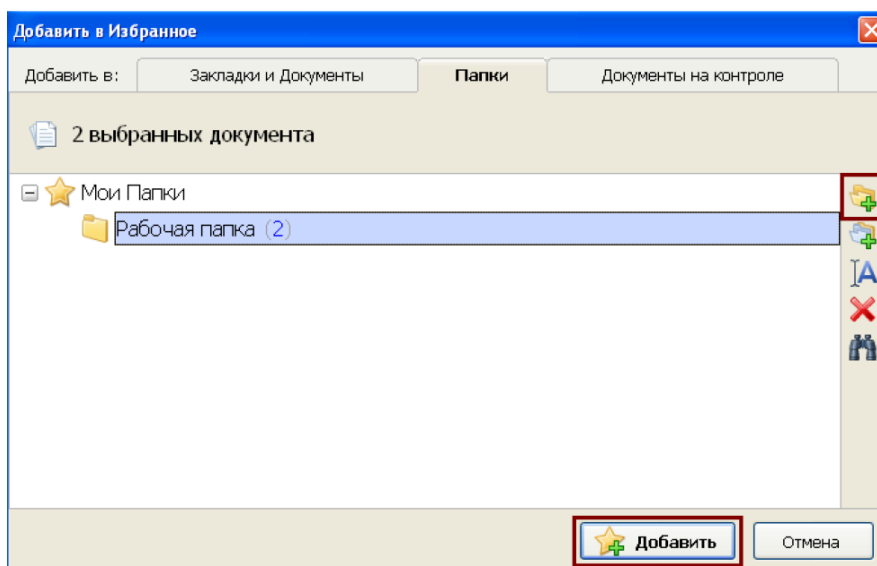 Добавить в Избранное
Добавить в: Закладки и Документы Папки Документы на контроле
2 выбранных документа
Мои Папки
Рабочая папка (2)
Добавить Отмена